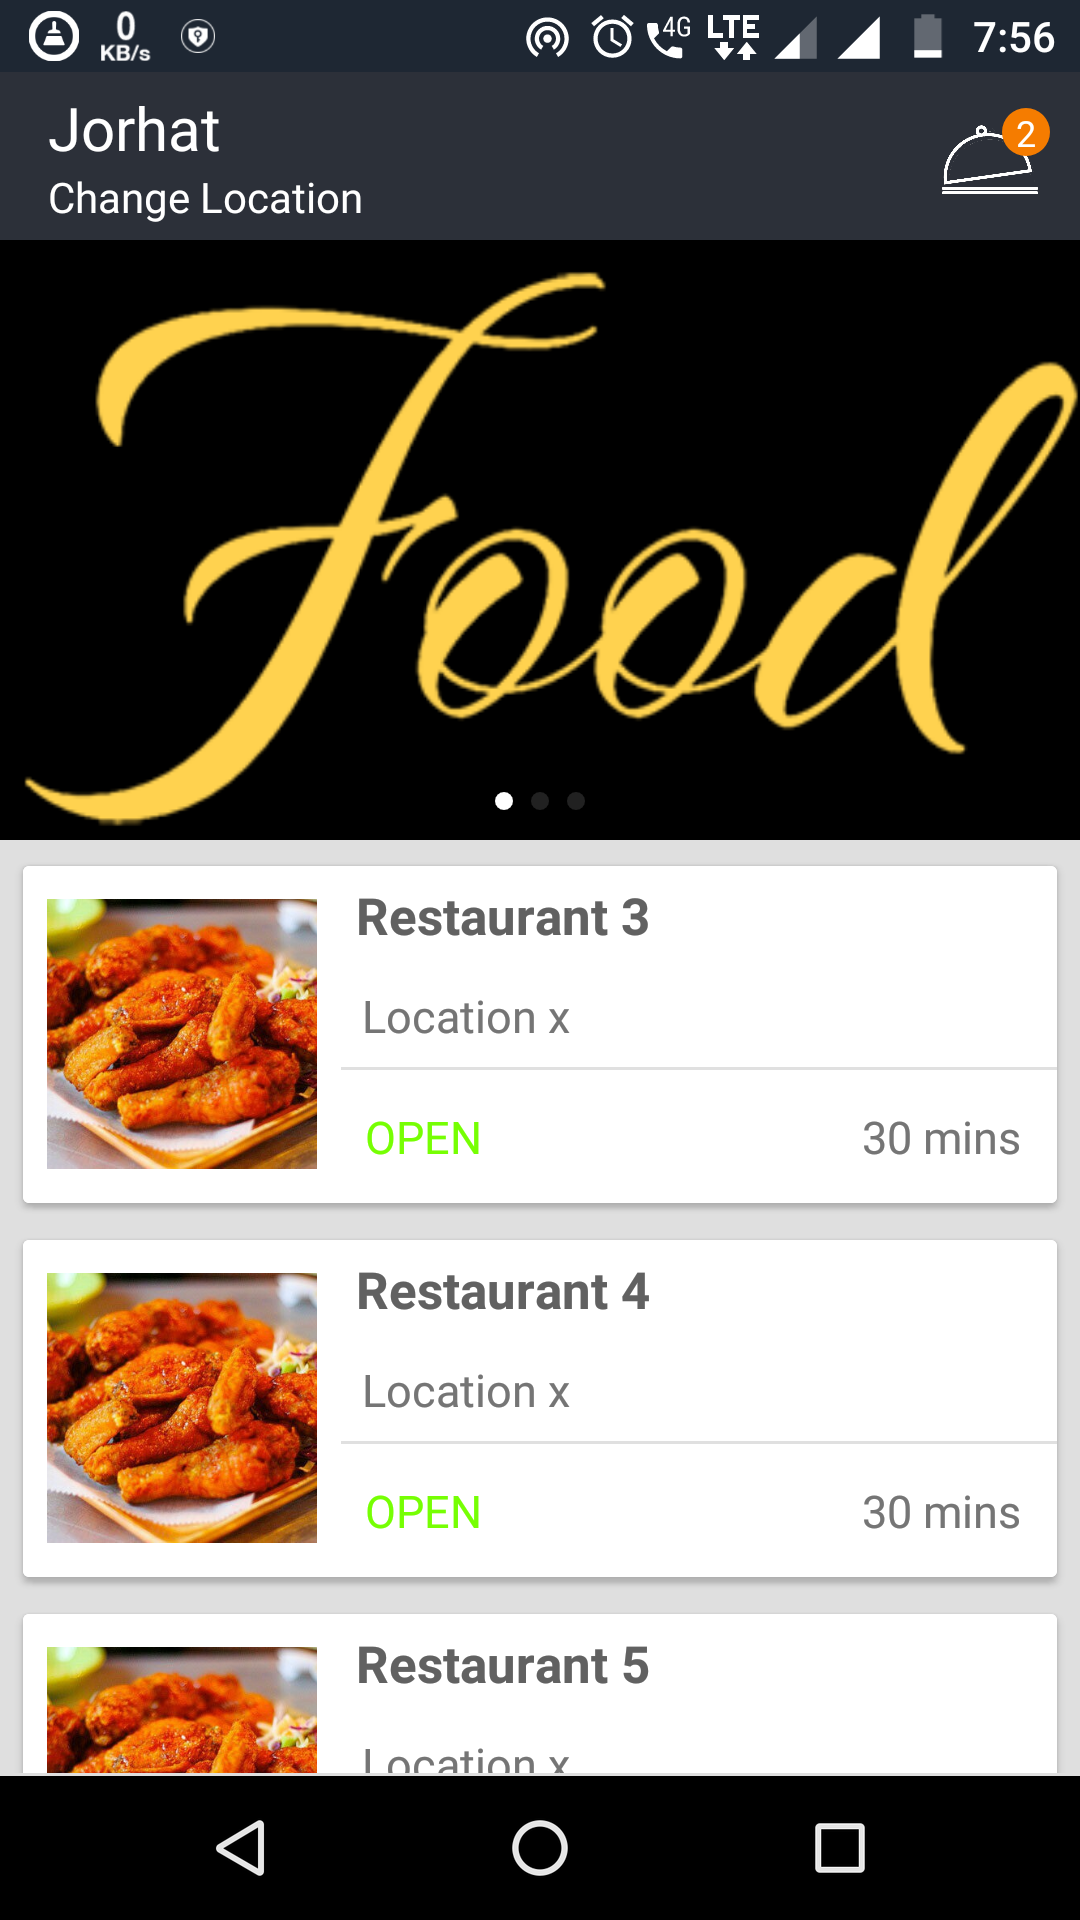 0
KB/s
4G
LTE
7:56
Jorhat
2
Change Location
Food
Restaurant 3
Location x
OPEN
30 mins
Restaurant 4
Location x
OPEN
30 mins
Restaurant 5
Location x